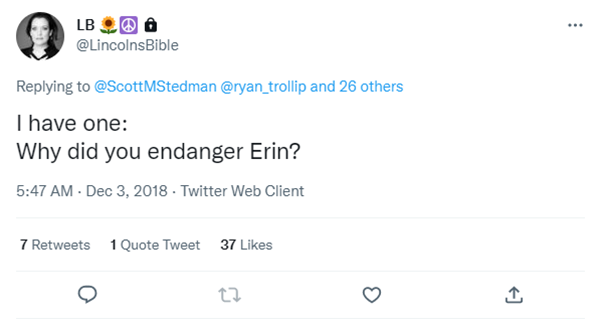 LB 🌻☮️🔒
@LincolnsBible
Replying to @ScottMStedman @ryan_trollip and 26 others
I have one:
Why did you endanger Erin?
5:47 AM · Dec 3, 2018 · Twitter Web Client
7 Retweets 1 Quote Tweet 37 Likes